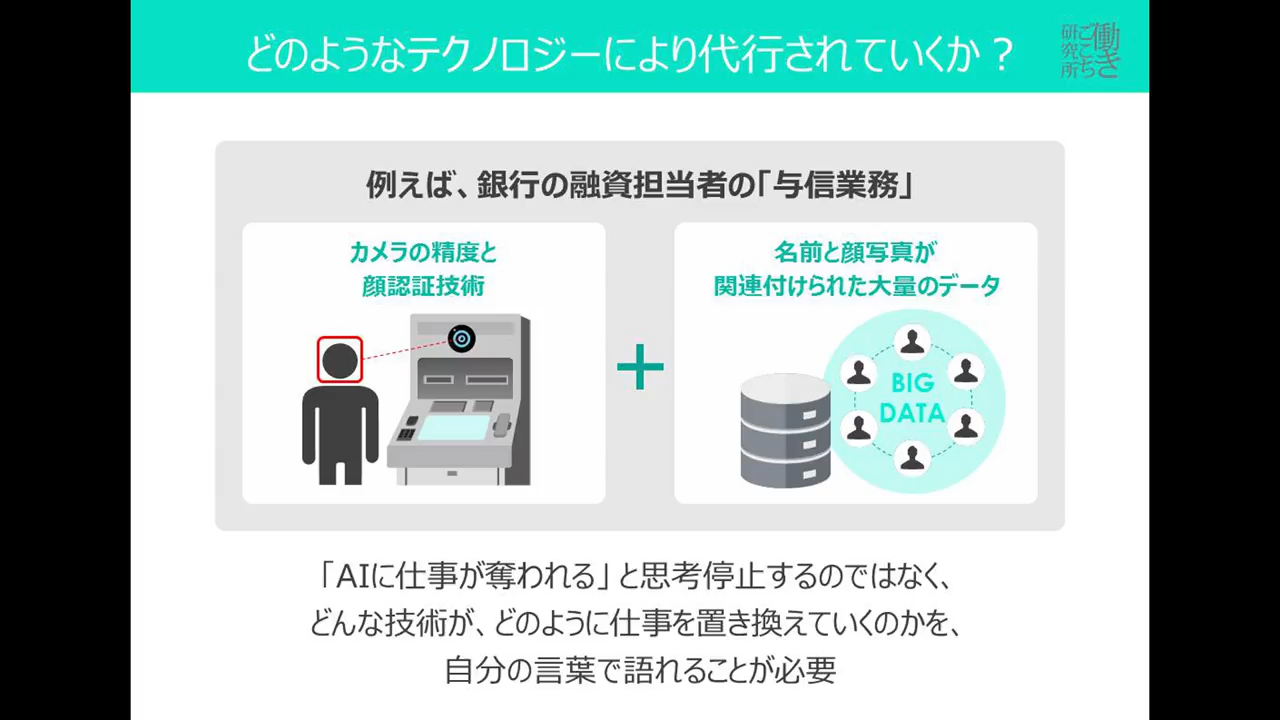 どのようなテクノロジーにより代行されていくか？
働き
ごこち
研究所
例えば、銀行の融資担当者の「与信業務」
カメラの精度と
顔認証技術
名前と顔写真が
関連付けられた大量のデータ
+
BIG
DATA
「AIに仕事が奪われる」と思考停止するのではなく、
どんな技術が、どのように仕事を置き換えていくのかを、
自分の言葉で語れることが必要